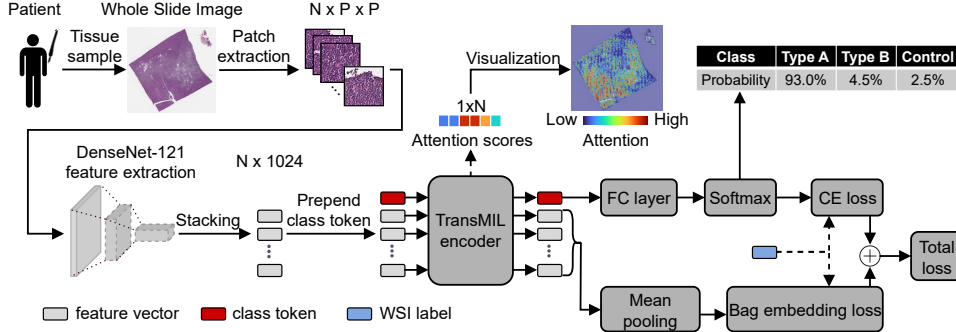 Patient
Whole Slide Image
N x P x P
Tissue
sample
Patch
extraction
Visualization
Class Type A Type B Control
Probability 93.0% 4.5% 2.5%
1xN
Attention scores
Low High
Attention
DenseNet-121
feature extraction
N x 1024
Stacking
Prepend
class token
TransMIL
encoder
FC layer
Softmax
CE loss
Total
loss
Mean
pooling
Bag embedding loss
feature vector
class token
WSI label